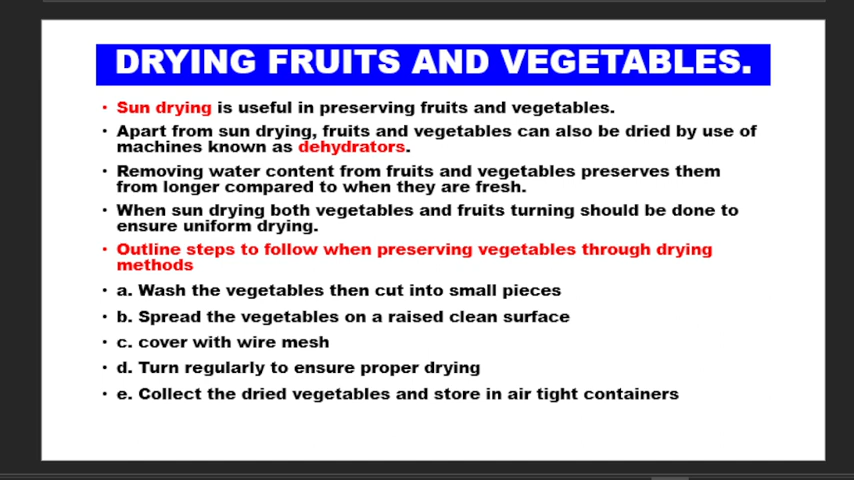 DRYING FRUITS AND VEGETABLES.
• Sun drying is useful in preserving fruits and vegetables.
• Apart from sun drying, fruits and vegetables can also be dried by use of
machines known as dehydrators.
• Removing water content from fruits and vegetables preserves them
from longer compared to when they are fresh.
• When sun drying both vegetables and fruits turning should be done to
ensure uniform drying.
• Outline steps to follow when preserving vegetables through drying
methods
• a. Wash the vegetables then cut into small pieces
• b. Spread the vegetables on a raised clean surface
• c. cover with wire mesh
• d. Turn regularly to ensure proper drying
• e. Collect the dried vegetables and store in air tight containers